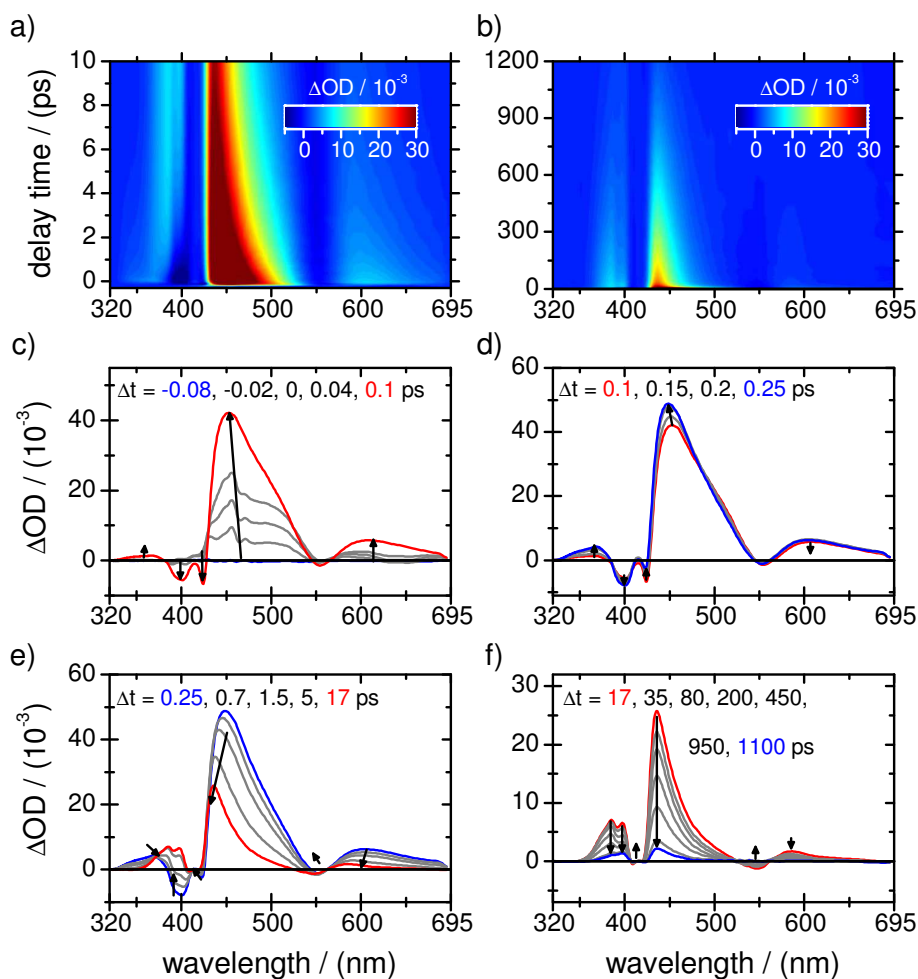 a)
b)
delay time / (ps)
10
8
6
4
2
0
ΔOD / 10⁻³
0 10 20 30
320 400 500 600 695
1200
900
600
300
0
ΔOD / 10⁻³
0 10 20 30
320 400 500 600 695
c)
d)
ΔOD / (10⁻³)
40
20
0
Δt = -0.08, -0.02, 0, 0.04, 0.1 ps
320 400 500 600 695
60
40
20
0
Δt = 0.1, 0.15, 0.2, 0.25 ps
320 400 500 600 695
e)
f)
ΔOD / (10⁻³)
60
40
20
0
Δt = 0.25, 0.7, 1.5, 5, 17 ps
320 400 500 600 695
wavelength / (nm)
30
20
10
0
Δt = 17, 35, 80, 200, 450,
950, 1100 ps
320 400 500 600 695
wavelength / (nm)